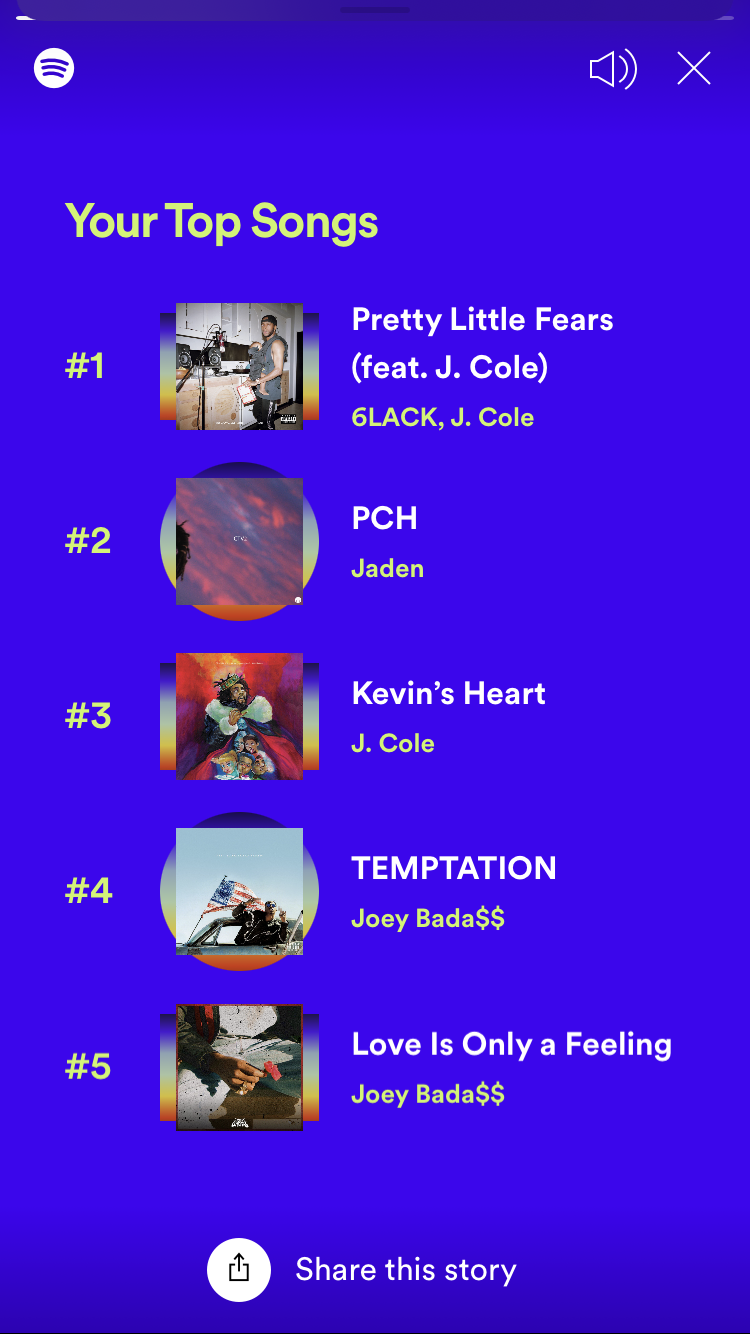 Your Top Songs
#1
Pretty Little Fears
(feat. J. Cole)
6LACK, J. Cole
#2
PCH
Jaden
#3
Kevin’s Heart
J. Cole
#4
TEMPTATION
Joey Bada$$
#5
Love Is Only a Feeling
Joey Bada$$
Share this story